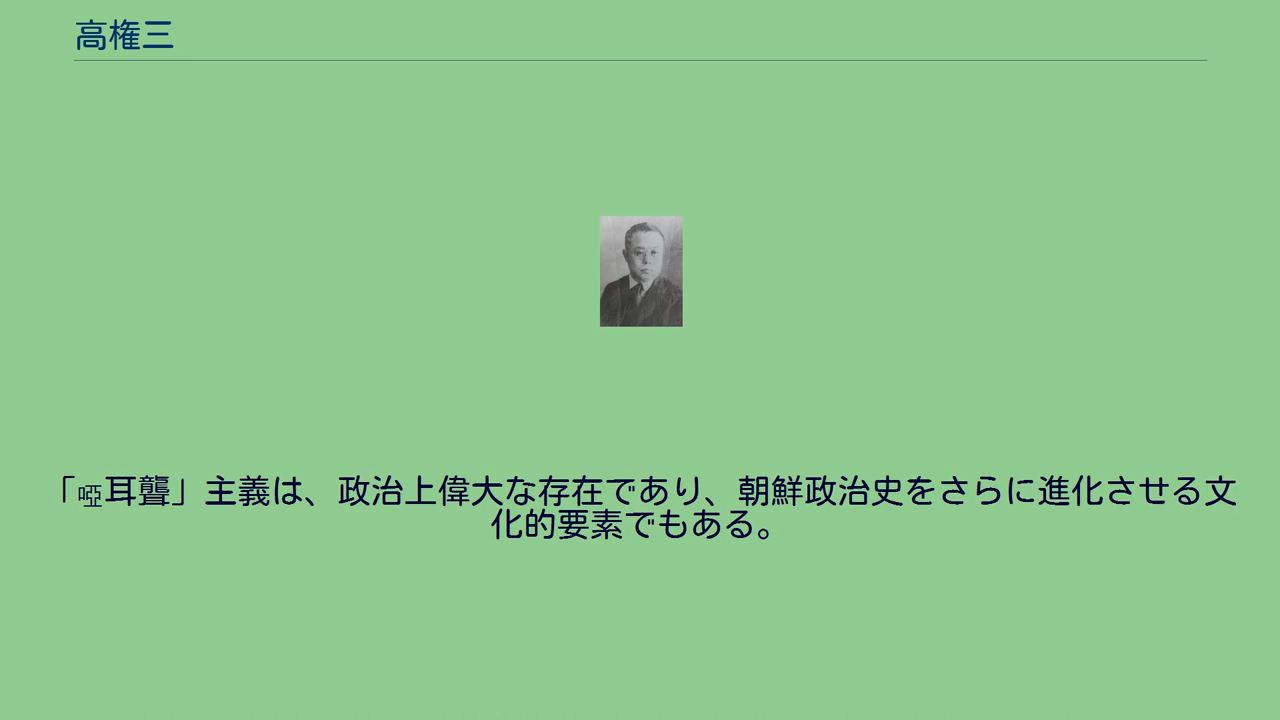 高権三
「啞耳聾」主義は、政治上偉大な存在であり、朝鮮政治史をさらに進化させる文
化的要素でもある。